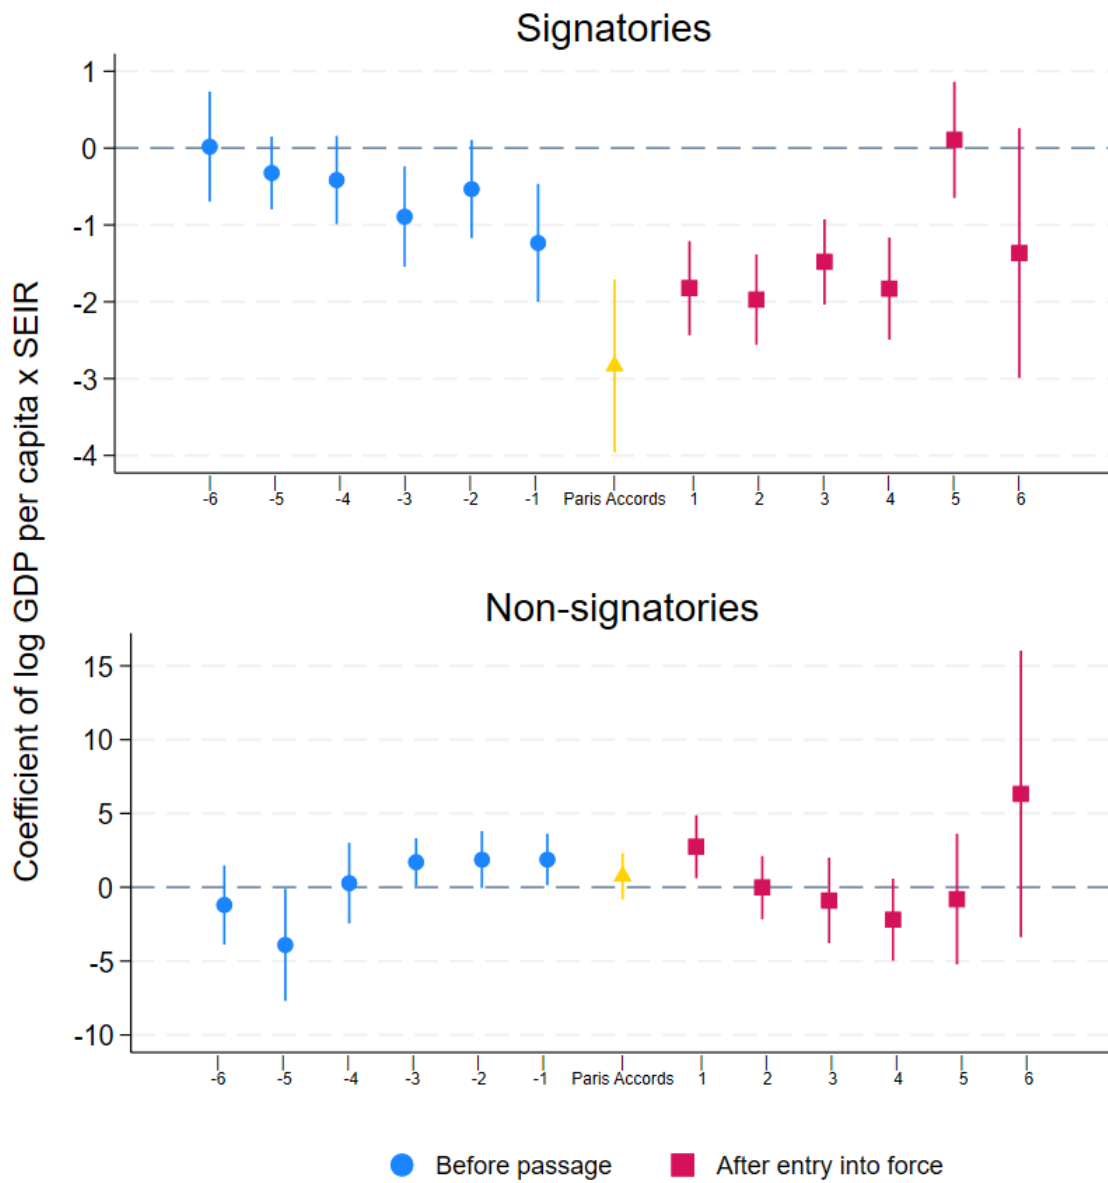 Signatories
Coefficient of log GDP per capita x SEIR
1
0
-1
-2
-3
-4
-6 -5 -4 -3 -2 -1 Paris Accords 1 2 3 4 5 6
Non-signatories
15
10
5
0
-5
-10
-6 -5 -4 -3 -2 -1 Paris Accords 1 2 3 4 5 6
Before passage After entry into force